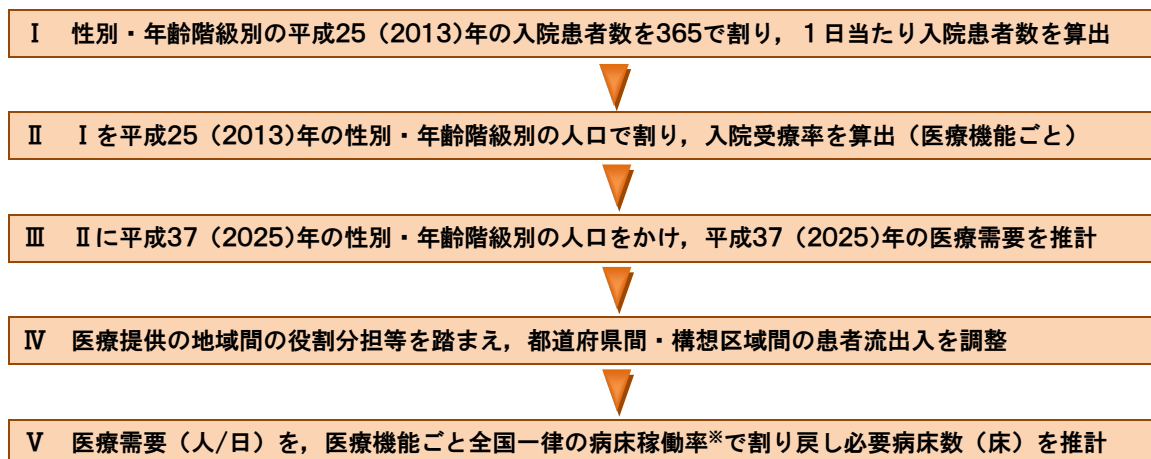 Ⅰ 性別・年齢階級別の平成25（2013)年の入院患者数を365で割り，１日当たり入院患者数を算出
Ⅱ Ⅰを平成25（2013)年の性別・年齢階級別の人口で割り，入院受療率を算出（医療機能ごと）
Ⅲ Ⅱに平成37（2025)年の性別・年齢階級別の人口をかけ，平成37（2025)年の医療需要を推計
Ⅳ 医療提供の地域間の役割分担等を踏まえ，都道府県間・構想区域間の患者流出入を調整
Ⅴ 医療需要（人/日）を，医療機能ごと全国一律の病床稼働率※で割り戻し必要病床数（床）を推計